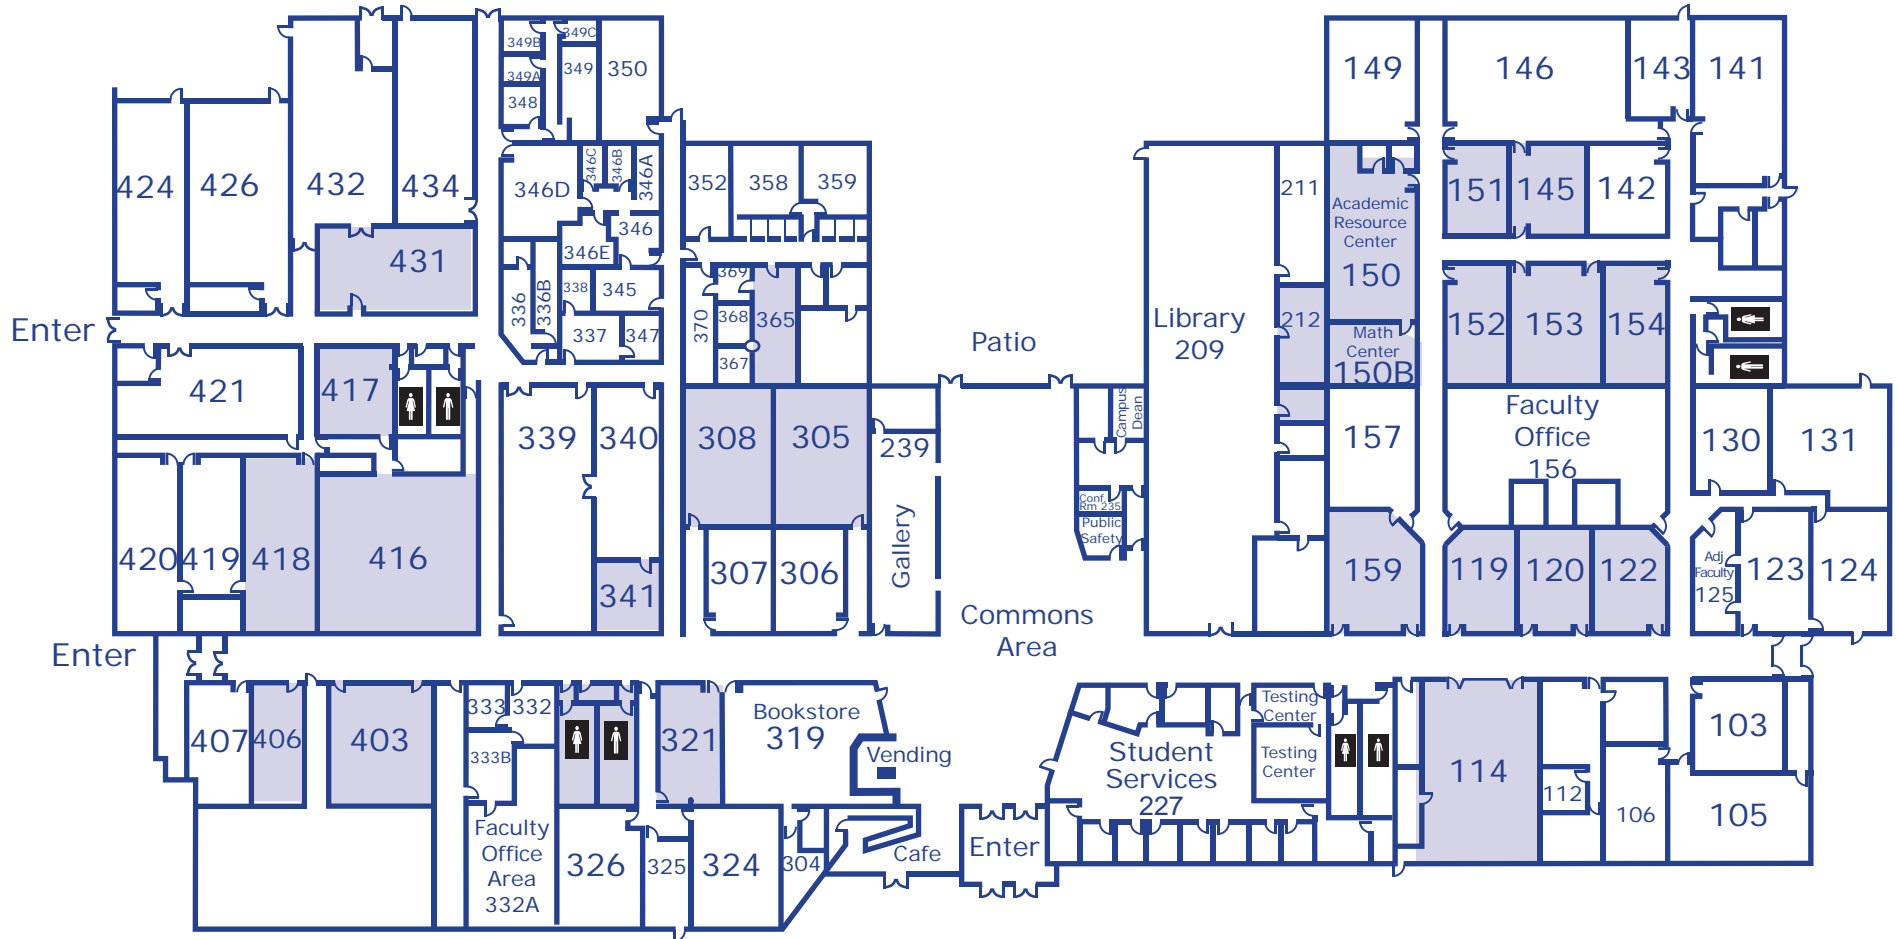 349B
349C
349A
349
350
348
424
426
432
434
431
346D
346C
346B
346A
346
346E
336
336B
338
345
337
347
352
358
359
369
370
368
365
367
Enter
421
417
420
419
418
416
339
340
341
308
305
307
306
239
Gallery
Patio
Commons
Area
Campus
Dean
Conf.
Rm 235
Public
Safety
Library
209
211
212
Academic
Resource
Center
150
Math
Center
150B
149
146
143
141
151
145
142
152
153
154
157
159
Faculty
Office
156
119
120
122
130
131
Adj
Faculty
125
123
124
Enter
407
406
403
333
332
333B
Faculty
Office
Area
332A
321
326
325
324
304
Bookstore
319
Vending
Cafe
Enter
Student
Services
227
Testing
Center
Testing
Center
114
112
106
103
105